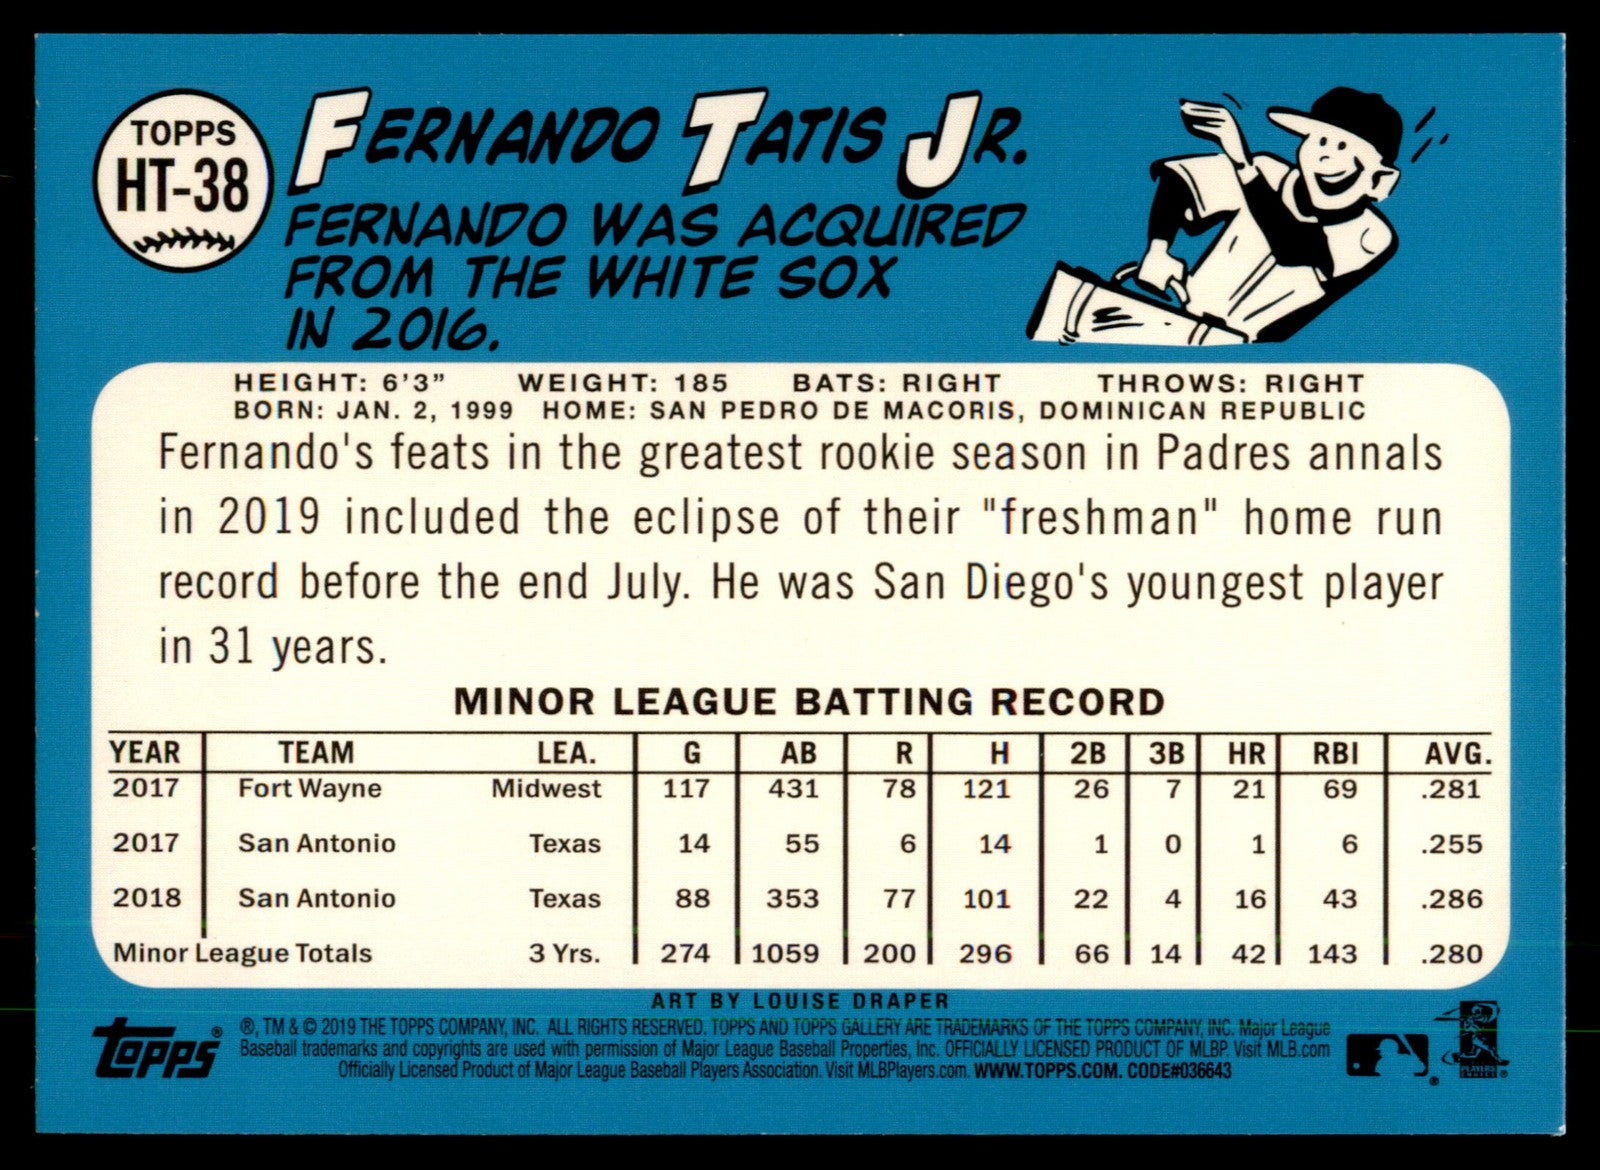 TOPPS
HT-38
FERNANDO TATIS JR.
FERNANDO WAS ACQUIRED
FROM THE WHITE SOX
IN 2016.
HEIGHT: 6'3" WEIGHT: 185 BATS: RIGHT THROWS: RIGHT
BORN: JAN. 2, 1999 HOME: SAN PEDRO DE MACORIS, DOMINICAN REPUBLIC
Fernando's feats in the greatest rookie season in Padres annals
in 2019 included the eclipse of their "freshman" home run
record before the end July. He was San Diego's youngest player
in 31 years.
MINOR LEAGUE BATTING RECORD
YEAR TEAM LEA. G AB R H 2B 3B HR RBI AVG.
2017 Fort Wayne Midwest 117 431 78 121 26 7 21 69 .281
2017 San Antonio Texas 14 55 6 14 1 0 1 6 .255
2018 San Antonio Texas 88 353 77 101 22 4 16 43 .286
Minor League Totals 3 Yrs. 274 1059 200 296 66 14 42 143 .280
ART BY LOUISE DRAPER
Topps ®, TM & © 2019 THE TOPPS COMPANY, INC. ALL RIGHTS RESERVED. TOPPS AND TOPPS GALLERY ARE TRADEMARKS OF THE TOPPS COMPANY, INC. Major League
Baseball trademarks and copyrights are used with permission of Major League Baseball Properties, Inc. OFFICIALLY LICENSED PRODUCT OF MLBP. Visit MLB.com
Officially Licensed Product of Major League Baseball Players Association. Visit MLBPlayers.com. WWW.TOPPS.COM. CODE#036643